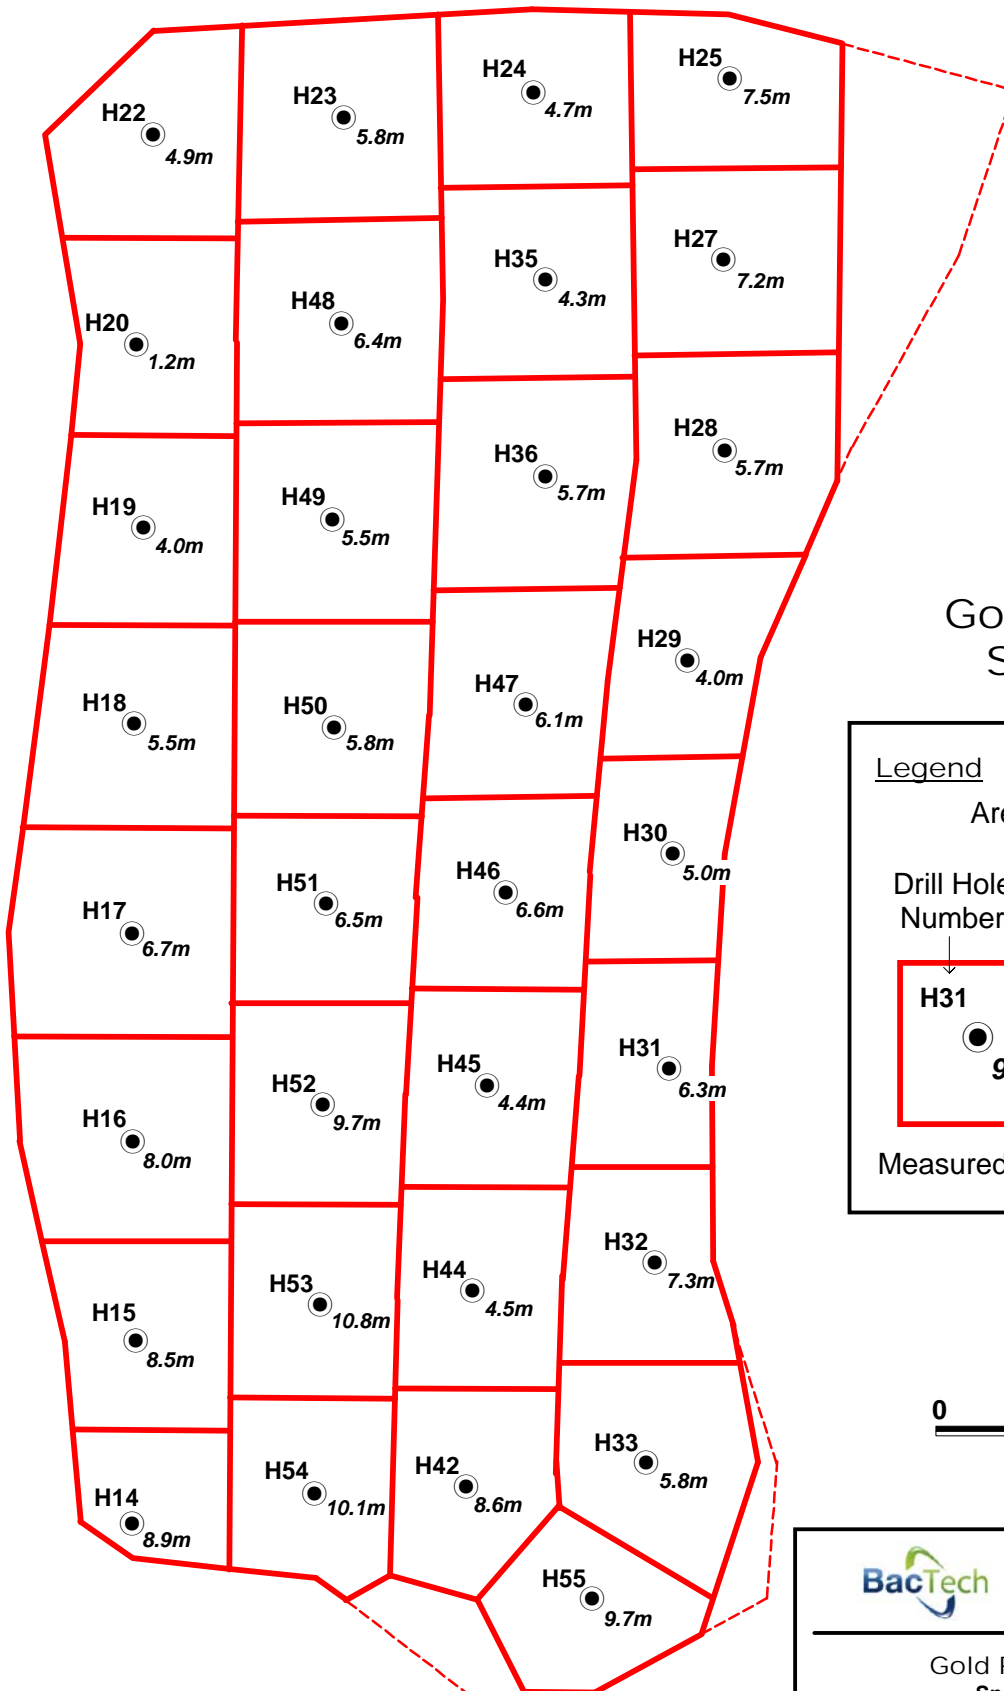 H25
7.5m
H24
4.7m
H23
5.8m
H22
4.9m
H27
7.2m
H35
4.3m
H48
6.4m
H20
1.2m
H28
5.7m
H36
5.7m
H49
5.5m
H19
4.0m
H29
4.0m
H47
6.1m
H50
5.8m
H18
5.5m
H30
5.0m
H46
6.6m
H51
6.5m
H17
6.7m
H31
6.3m
H45
4.4m
H52
9.7m
H16
8.0m
H32
7.3m
H44
4.5m
H53
10.8m
H15
8.5m
H33
5.8m
H42
8.6m
H54
10.1m
H14
8.9m
H55
9.7m
Go
S
Legend
Are
Drill Hole
Number
H31
9
Measured
0
BacTech
Gold